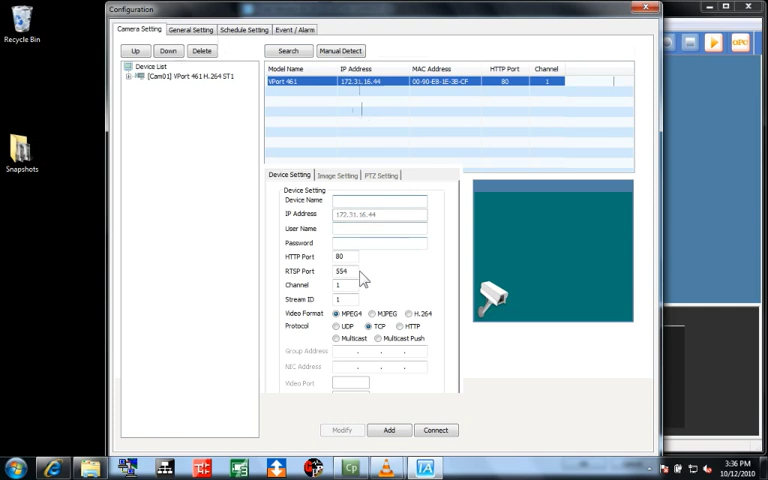 Recycle Bin
Snapshots
Configuration
Camera Setting General Setting Schedule Setting Event / Alarm
Up Down Delete Search Manual Detect
Device List
[Cam01] VPort 461 H.264 ST1
Model Name IP Address MAC Address HTTP Port Channel
VPort 461 172.31.16.44 00-90-E8-1E-3B-CF 80 1
Device Setting Image Setting PTZ Setting
Device Setting
Device Name
IP Address 172.31.16.44
User Name
Password
HTTP Port 80
RTSP Port 554
Channel 1
Stream ID 1
Video Format MPEG4 MJPEG H.264
Protocol UDP TCP HTTP
Multicast Multicast Push
Group Address . . .
NIC Address . . .
Video Port
Modify Add Connect
Cp
IA
3:36 PM
10/12/2010